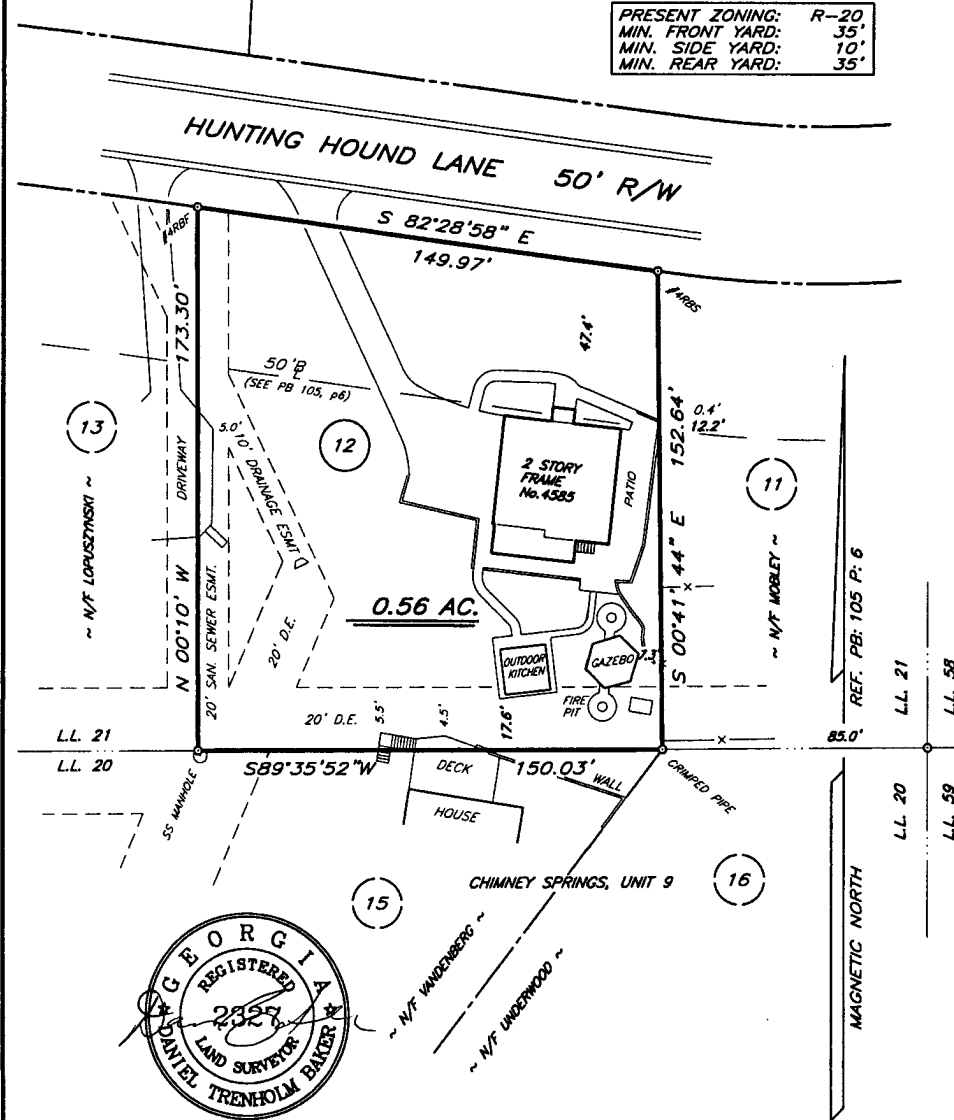 PRESENT ZONING: R-20
MIN. FRONT YARD: 35'
MIN. SIDE YARD: 10'
MIN. REAR YARD: 35'
HUNTING HOUND LANE 50' R/W
S 82°28'58" E
149.97'
#4RBF
#4RBS
173.30'
N 00°10' W
DRIVEWAY
50' BL
(SEE PB 105, p6)
47.4'
152.64'
S 00°41'44" E
0.4'
12.2'
13
12
11
5.0'
10' DRAINAGE ESMT
2 STORY
FRAME
No. 4585
PATIO
~ N/F LOPUSZYNSKI ~
~ N/F MOBLEY ~
20' SAN. SEWER ESMT.
20' D.E.
0.56 AC.
OUTDOOR
KITCHEN
GAZEBO
7.3'
FIRE
PIT
REF. PB: 105 P: 6
L.L. 21
L.L. 58
L.L. 21
L.L. 20
20' D.E.
5.5'
4.5'
17.6'
85.0'
S89°35'52"W
150.03'
DECK
HOUSE
WALL
CRIMPED PIPE
SS MANHOLE
L.L. 20
L.L. 59
CHIMNEY SPRINGS, UNIT 9
15
16
~ N/F VANDENBERG ~
~ N/F UNDERWOOD ~
MAGNETIC NORTH
GEORGIA
REGISTERED
2327
LAND SURVEYOR
DANIEL TRENHOLM BAKER